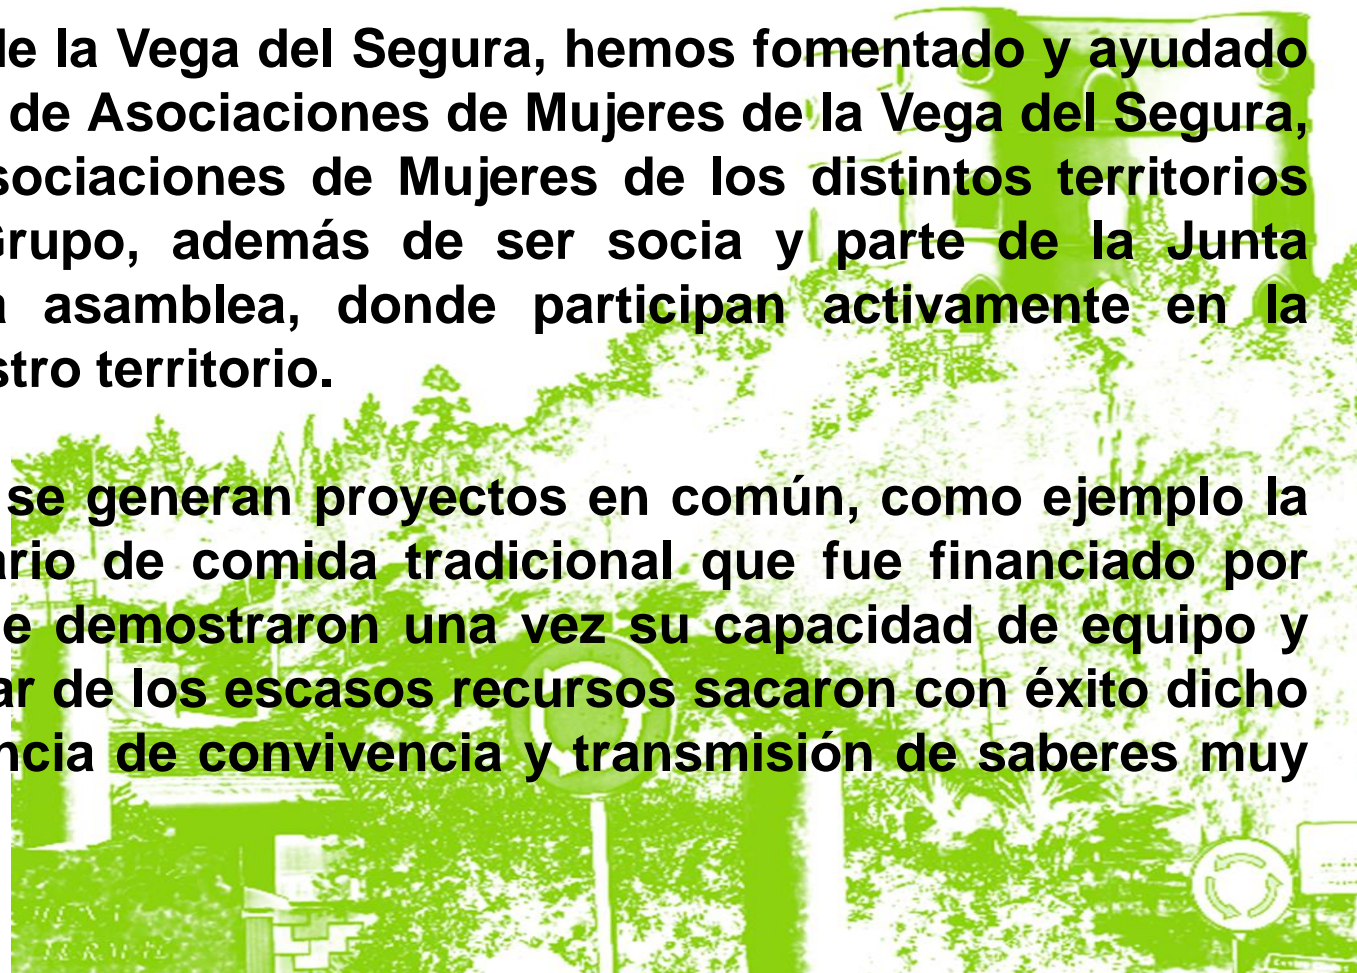 de la Vega del Segura, hemos fomentado y ayudado
de Asociaciones de Mujeres de la Vega del Segura,
sociaciones de Mujeres de los distintos territorios
Grupo, además de ser socia y parte de la Junta
a asamblea, donde participan activamente en la
stro territorio.
se generan proyectos en común, como ejemplo la
ario de comida tradicional que fue financiado por
e demostraron una vez su capacidad de equipo y
ar de los escasos recursos sacaron con éxito dicho
ncia de convivencia y transmisión de saberes muy